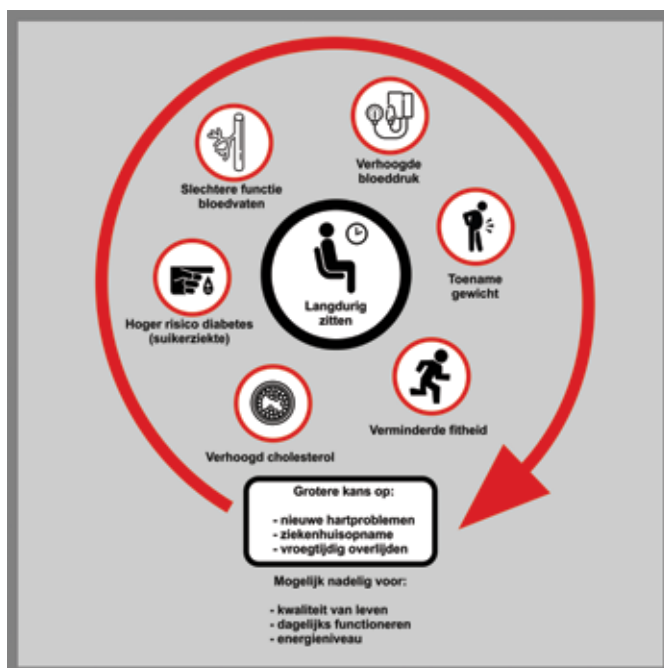 Verhoogde
bloeddruk
Slechtere functie
bloedvaten
Toename
gewicht
Langdurig
zitten
Hoger risico diabetes
(suikerziekte)
Verminderde fitheid
Verhoogd cholesterol
Grotere kans op:
- nieuwe hartproblemen
- ziekenhuisopname
- vroegtijdig overlijden
Mogelijk nadelig voor:
- kwaliteit van leven
- dagelijks functioneren
- energieniveau